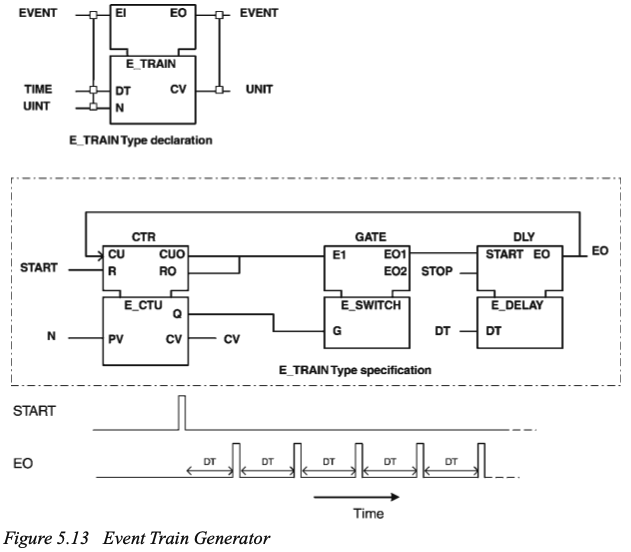 EVENT EI EO EVENT
E_TRAIN
TIME DT CV UNIT
UINT N
E_TRAIN Type declaration
CTR GATE DLY
CU CUO E1 EO1 START EO EO
START R RO EO2 STOP
E_CTU E_SWITCH E_DELAY
Q
N PV CV CV G DT DT
E_TRAIN Type specification
START
EO DT DT DT DT DT
Time
Figure 5.13 Event Train Generator